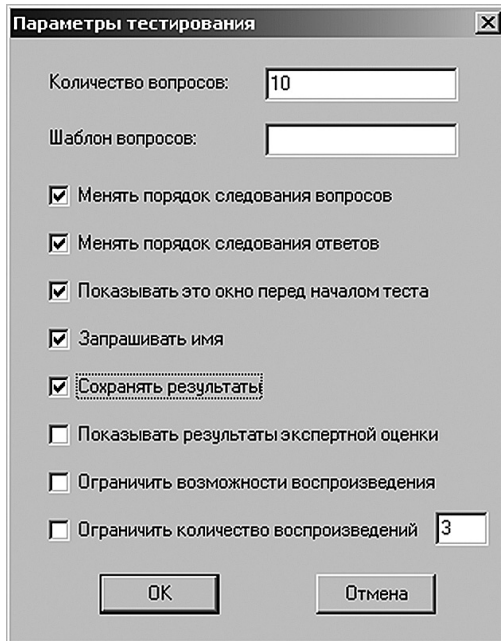 Параметры тестирования
Количество вопросов: 10
Шаблон вопросов:
Менять порядок следования вопросов
Менять порядок следования ответов
Показывать это окно перед началом теста
Запрашивать имя
Сохранять результаты
Показывать результаты экспертной оценки
Ограничить возможности воспроизведения
Ограничить количество воспроизведений 3
OK Отмена